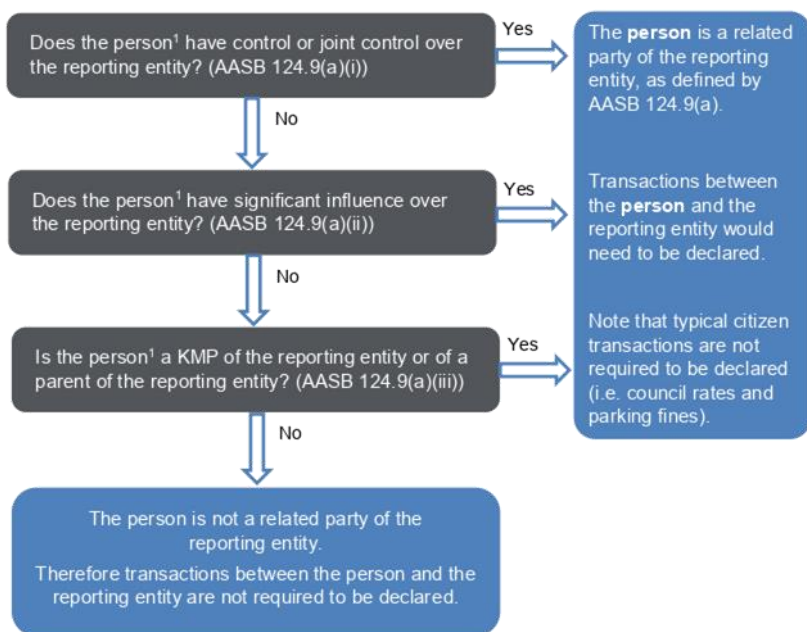 Does the person¹ have control or joint control over
the reporting entity? (AASB 124.9(a)(i))
Yes
No
Does the person¹ have significant influence over
the reporting entity? (AASB 124.9(a)(ii))
Yes
No
Is the person¹ a KMP of the reporting entity or of a
parent of the reporting entity? (AASB 124.9(a)(iii))
Yes
No
The person is not a related party of the
reporting entity.
Therefore transactions between the person and the
reporting entity are not required to be declared.
The person is a related
party of the reporting
entity, as defined by
AASB 124.9(a).
Transactions between
the person and the
reporting entity would
need to be declared.
Note that typical citizen
transactions are not
required to be declared
(i.e. council rates and
parking fines).